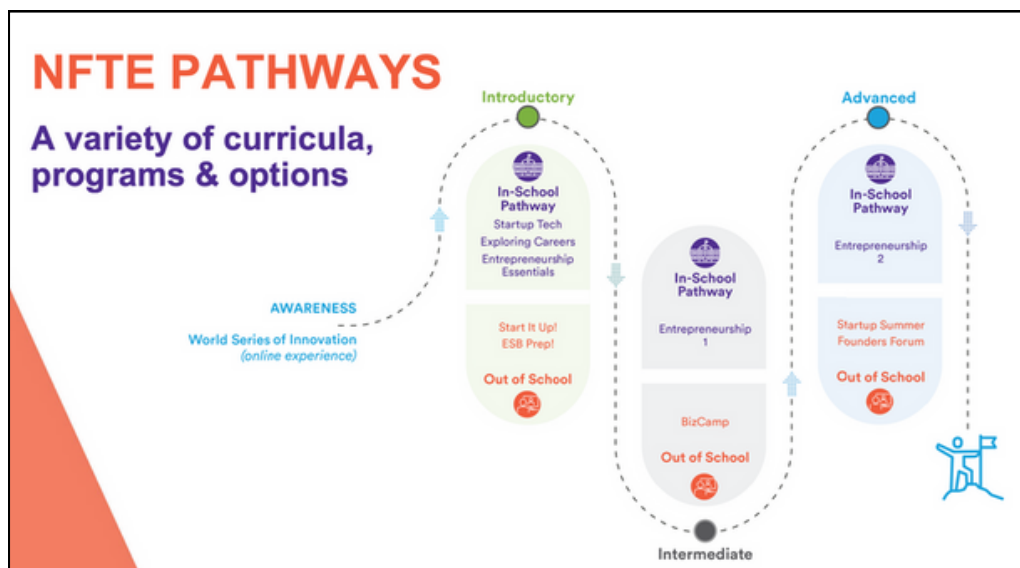 NFTE PATHWAYS
A variety of curricula,
programs & options
AWARENESS
World Series of Innovation
(online experience)
Introductory
In-School
Pathway
Startup Tech
Exploring Careers
Entrepreneurship
Essentials
Start It Up!
ESB Prep!
Out of School
In-School
Pathway
Entrepreneurship
1
BizCamp
Out of School
Intermediate
Advanced
In-School
Pathway
Entrepreneurship
2
Startup Summer
Founders Forum
Out of School